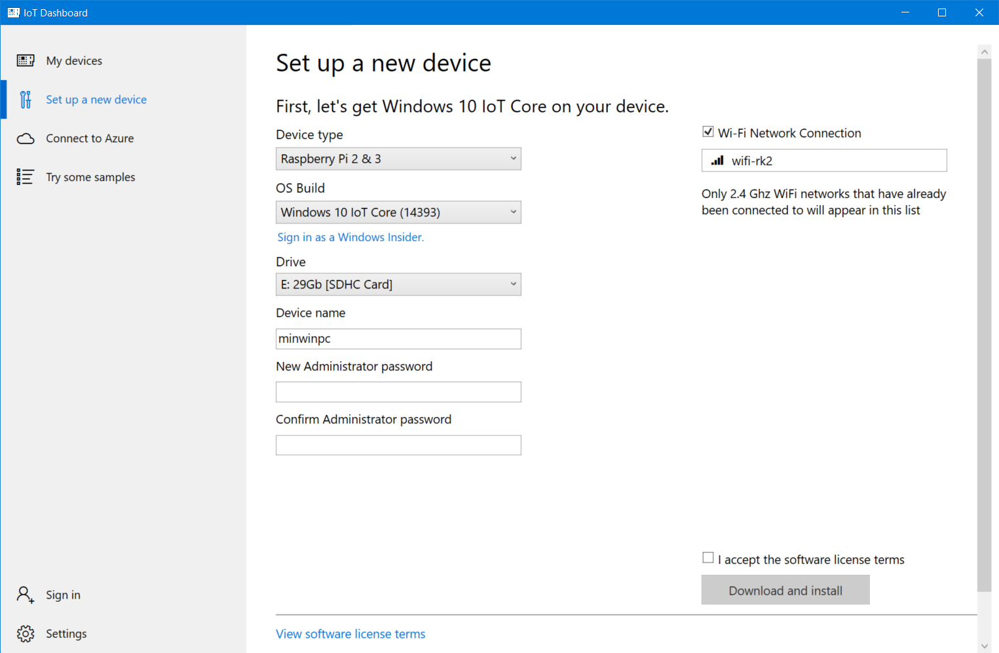 IoT Dashboard
My devices
Set up a new device
Connect to Azure
Try some samples
Sign in
Settings
Set up a new device
First, let's get Windows 10 IoT Core on your device.
Device type
Raspberry Pi 2 & 3
OS Build
Windows 10 IoT Core (14393)
Sign in as a Windows Insider.
Drive
E: 29Gb [SDHC Card]
Device name
minwinpc
New Administrator password
Confirm Administrator password
Wi-Fi Network Connection
wifi-rk2
Only 2.4 Ghz WiFi networks that have already
been connected to will appear in this list
I accept the software license terms
Download and install
View software license terms